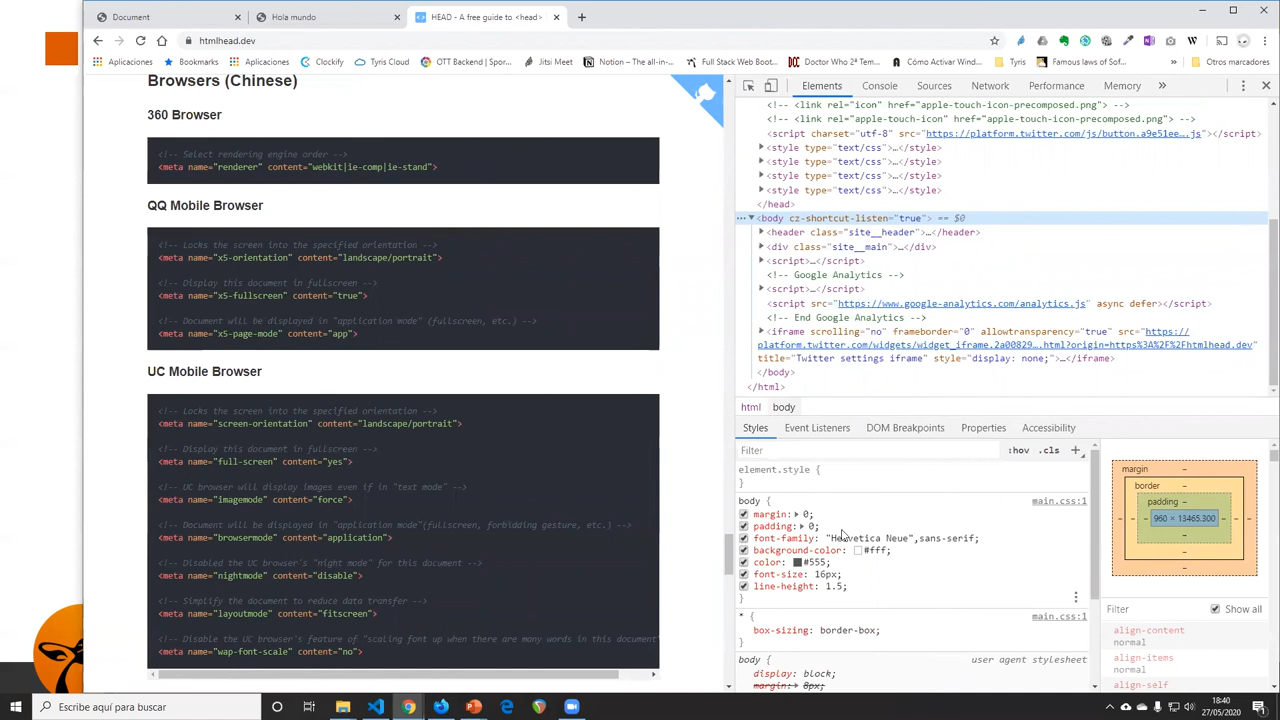 Document
Hola mundo
HEAD - A free guide to <head>
htmlhead.dev
Aplicaciones
Bookmarks
Aplicaciones
Clockify
Tyris Cloud
OTT Backend | Spor...
Jitsi Meet
Notion – The all-in-...
Full Stack Web Boot...
Doctor Who 2ª Tem...
Cómo Activar Wind...
Tyris
Famous laws of Sof...
Otros marcadores
Browsers (Chinese)
360 Browser
<!-- Select rendering engine order -->
<meta name="renderer" content="webkit|ie-comp|ie-stand">
QQ Mobile Browser
<!-- Locks the screen into the specified orientation -->
<meta name="x5-orientation" content="landscape/portrait">
<!-- Display this document in fullscreen -->
<meta name="x5-fullscreen" content="true">
<!-- Document will be displayed in "application mode" (fullscreen, etc.) -->
<meta name="x5-page-mode" content="app">
UC Mobile Browser
<!-- Locks the screen into the specified orientation -->
<meta name="screen-orientation" content="landscape/portrait">
<!-- Display this document in fullscreen -->
<meta name="full-screen" content="yes">
<!-- UC browser will display images even if in "text mode" -->
<meta name="imagemode" content="force">
<!-- Document will be displayed in "application mode"(fullscreen, forbidding gesture, etc.) -->
<meta name="browsermode" content="application">
<!-- Disabled the UC browser's "night mode" for this document -->
<meta name="nightmode" content="disable">
<!-- Simplify the document to reduce data transfer -->
<meta name="layoutmode" content="fitscreen">
<!-- Disable the UC browser's feature of "scaling font up when there are many words in this document"
<meta name="wap-font-scale" content="no">
Elements
Console
Sources
Network
Performance
Memory
»
<!-- <link rel="icon" href="apple-touch-icon-precomposed.png"> -->
<!-- <link rel="apple-touch-icon" href="apple-touch-icon-precomposed.png"> -->
<script charset="utf-8" src="https://platform.twitter.com/js/button.a9e51ee….js"></script>
<style type="text/css">…</style>
<style type="text/css">…</style>
<style type="text/css">…</style>
<style type="text/css">…</style>
</head>
<body cz-shortcut-listen="true"> == $0
<header class="site__header">…</header>
<div class="site__main">…</div>
<script>…</script>
<!-- Google Analytics -->
<script>…</script>
<script src="https://www.google-analytics.com/analytics.js" async defer></script>
<!-- End Google Analytics -->
<iframe scrolling="no" frameborder="0" allowtransparency="true" src="https://
platform.twitter.com/widgets/widget_iframe.2a00829….html?origin=https%3A%2F%2Fhtmlhead.dev"
title="Twitter settings iframe" style="display: none;">…</iframe>
</body>
</html>
html
body
Styles
Event Listeners
DOM Breakpoints
Properties
Accessibility
Filter
:hov .cls +
element.style {
}
body { main.css:1
margin: 0;
padding: 0;
font-family: "Helvetica Neue",sans-serif;
background-color: #fff;
color: #555;
font-size: 16px;
line-height: 1.5;
}
* { main.css:1
box-sizing: border-box;
}
body { user agent stylesheet
display: block;
margin: 8px;
margin –
border –
padding –
960 × 13465.300
Filter
Show all
align-content
normal
align-items
normal
align-self
Escribe aquí para buscar
18:40
27/05/2020